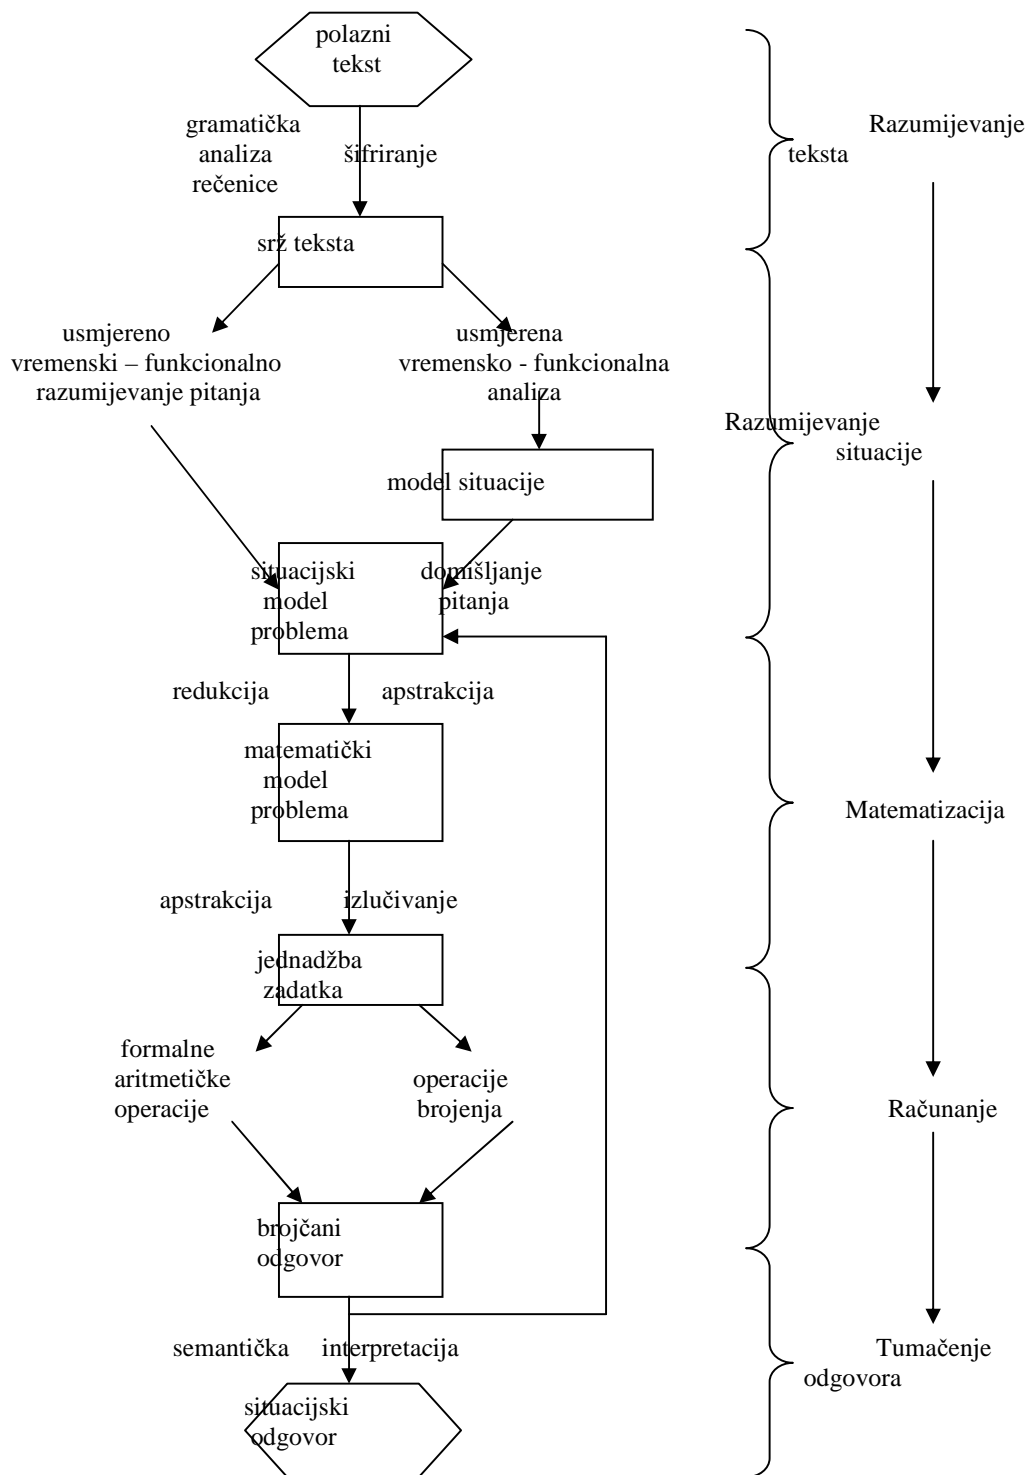 polazni
tekst
gramatička
analiza
rečenice
šifriranje
Razumijevanje
teksta
srž teksta
usmjereno
vremenski – funkcionalno
razumijevanje pitanja
usmjerena
vremensko - funkcionalna
analiza
Razumijevanje
situacije
model situacije
situacijski
model
problema
domišljanje
pitanja
redukcija
apstrakcija
matematički
model
problema
Matematizacija
apstrakcija
izlučivanje
jednadžba
zadatka
formalne
aritmetičke
operacije
operacije
brojenja
Računanje
brojčani
odgovor
semantička
interpretacija
Tumačenje
odgovora
situacijski
odgovor